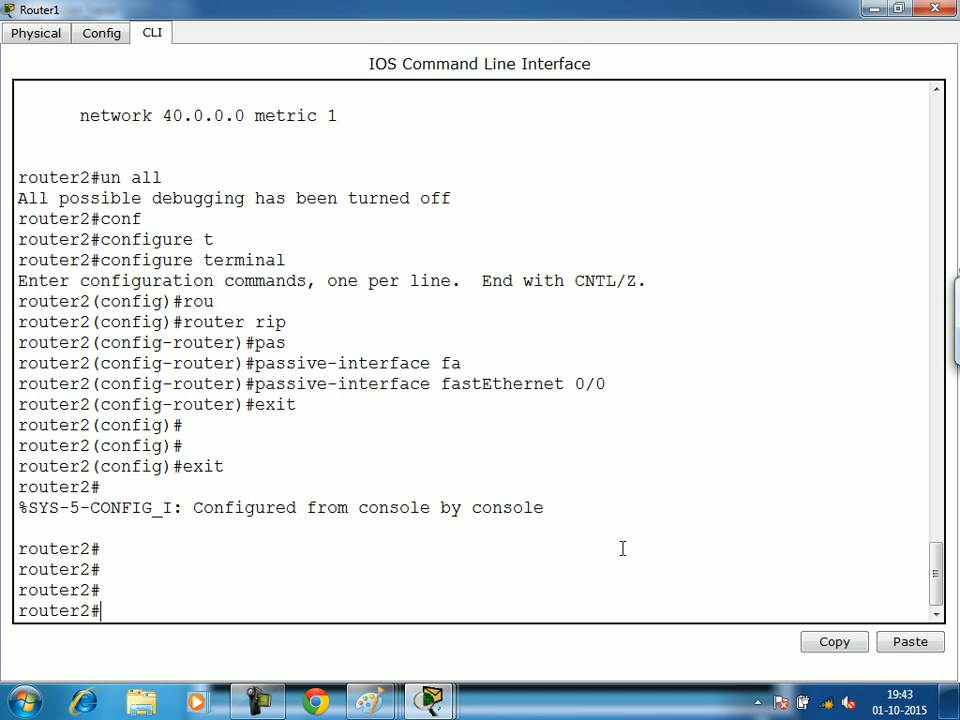 Router1
Physical
Config
CLI
IOS Command Line Interface
network 40.0.0.0 metric 1
router2#un all
All possible debugging has been turned off
router2#conf
router2#configure t
router2#configure terminal
Enter configuration commands, one per line.  End with CNTL/Z.
router2(config)#rou
router2(config)#router rip
router2(config-router)#pas
router2(config-router)#passive-interface fa
router2(config-router)#passive-interface fastEthernet 0/0
router2(config-router)#exit
router2(config)#
router2(config)#
router2(config)#exit
router2#
%SYS-5-CONFIG_I: Configured from console by console
router2#
router2#
router2#
router2#
Copy
Paste
19:43
01-10-2015